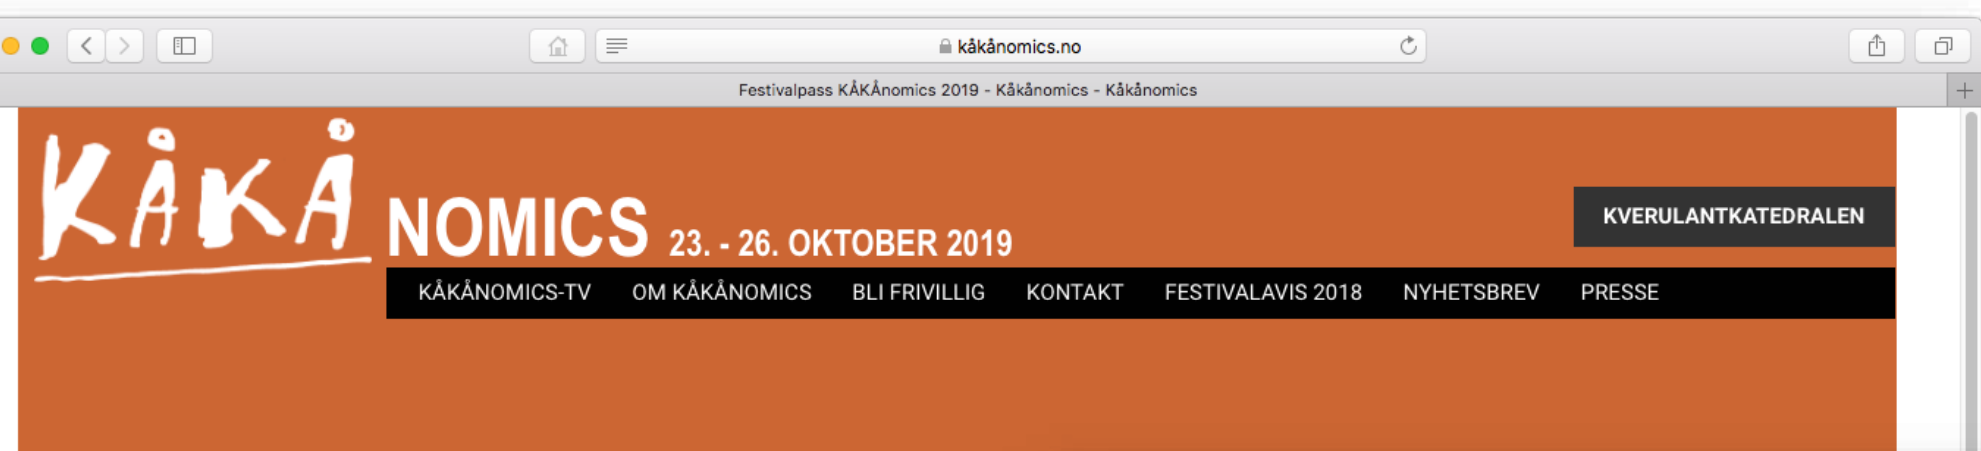 kåkånomics.no
Festivalpass KÅKÅnomics 2019 - Kåkånomics - Kåkånomics
KÅKÅ NOMICS 23. - 26. OKTOBER 2019
KVERULANTKATEDRALEN
KÅKÅNOMICS-TV OM KÅKÅNOMICS BLI FRIVILLIG KONTAKT FESTIVALAVIS 2018 NYHETSBREV PRESSE